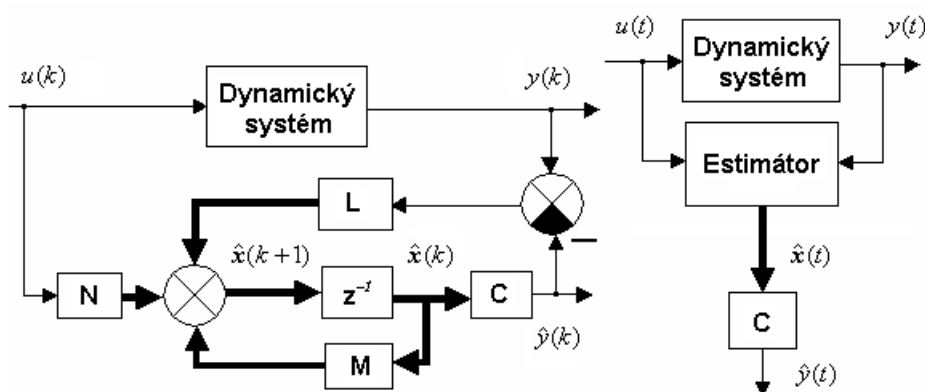 u(k)
Dynamický
systém
y(k)
L
x̂(k+1)
x̂(k)
N
z⁻¹
C
M
ŷ(k)
u(t)
Dynamický
systém
y(t)
Estimátor
x̂(t)
C
ŷ(t)